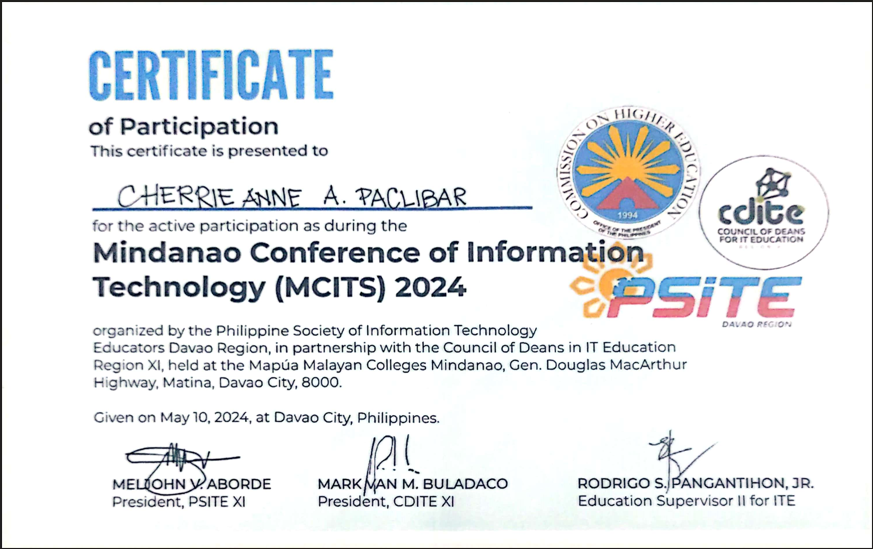 CERTIFICATE
of Participation
This certificate is presented to
CHERRIE ANNE A. PACLIBAR
for the active participation as during the
Mindanao Conference of Information
Technology (MCITS) 2024
organized by the Philippine Society of Information Technology
Educators Davao Region, in partnership with the Council of Deans in IT Education
Region XI, held at the Mapúa Malayan Colleges Mindanao, Gen. Douglas MacArthur
Highway, Matina, Davao City, 8000.
Given on May 10, 2024, at Davao City, Philippines.
COMMISSION ON HIGHER EDUCATION
1994
OFFICE OF THE PRESIDENT
OF THE PHILIPPINES
cdite
COUNCIL OF DEANS
FOR IT EDUCATION
PSiTE
DAVAO REGION
MELJOHN V. ABORDE
President, PSITE XI
MARK VAN M. BULADACO
President, CDITE XI
RODRIGO S. PANGANTIHON, JR.
Education Supervisor II for ITE